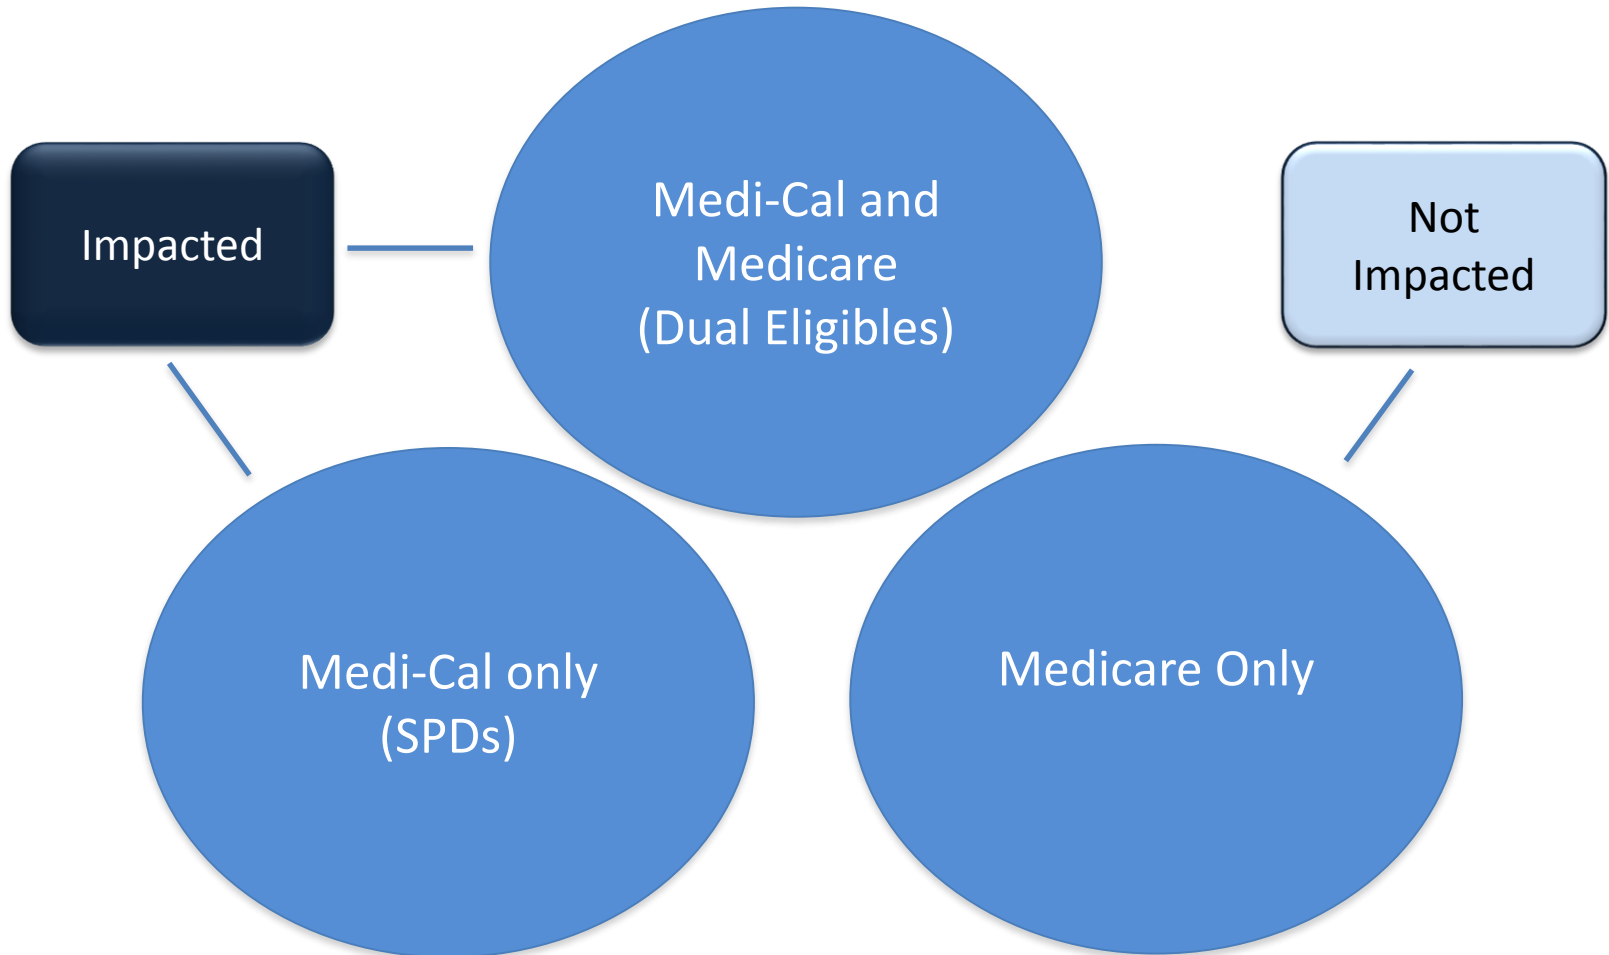 Impacted
Medi-Cal and
Medicare
(Dual Eligibles)
Not
Impacted
Medi-Cal only
(SPDs)
Medicare Only